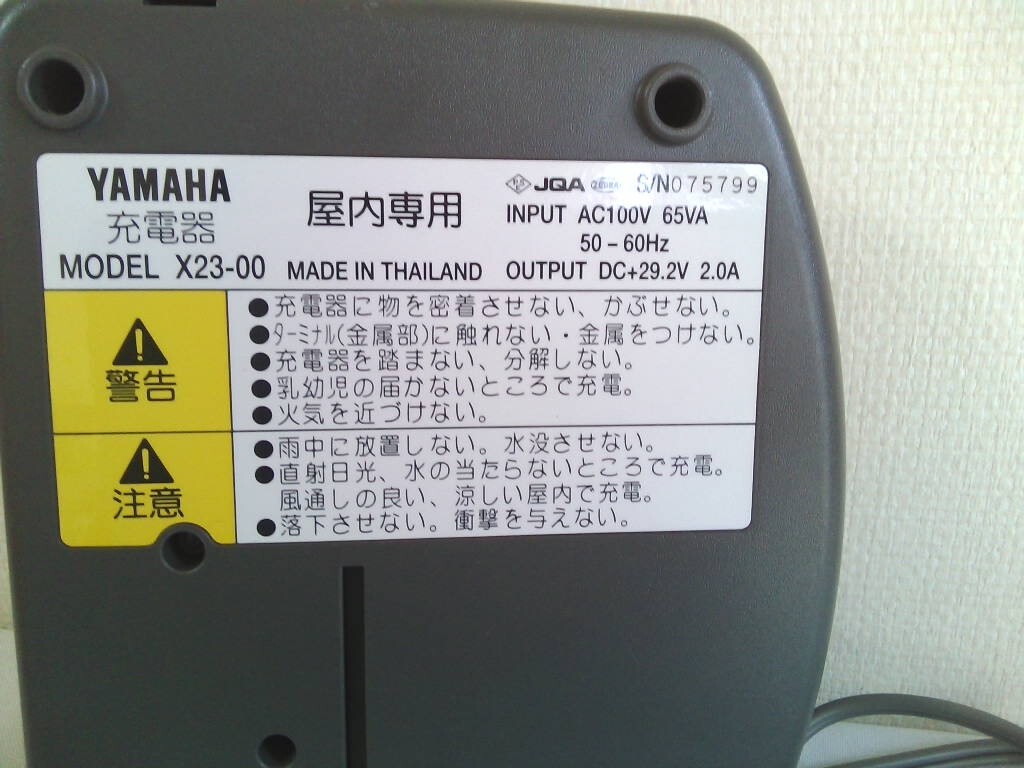 YAMAHA
充電器
MODEL X23-00
屋内専用
MADE IN THAILAND
JQA S/N075799
INPUT AC100V 65VA
50-60Hz
OUTPUT DC+29.2V 2.0A
警告
●充電器に物を密着させない、かぶせない。
●ターミナル(金属部)に触れない・金属をつけない。
●充電器を踏まない、分解しない。
●乳幼児の届かないところで充電。
●火気を近づけない。
注意
●雨中に放置しない。水没させない。
●直射日光、水の当たらないところで充電。
風通しの良い、涼しい屋内で充電。
●落下させない。衝撃を与えない。